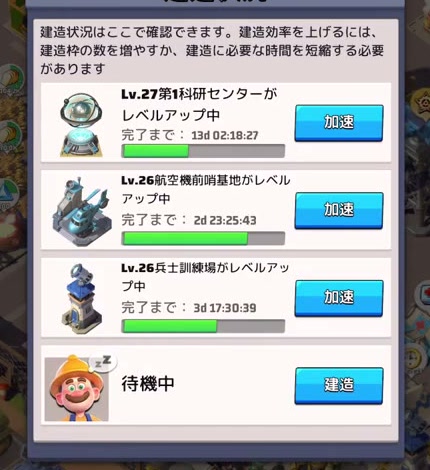 建造状況はここで確認できます。建造効率を上げるには、
建造枠の数を増やすか、建造に必要な時間を短縮する必要
があります
Lv.27第1科研センターが
レベルアップ中
完了まで： 13d 02:18:27
加速
Lv.26航空機前哨基地がレベル
アップ中
完了まで： 2d 23:25:43
加速
Lv.26兵士訓練場がレベルアッ
プ中
完了まで： 3d 17:30:39
加速
zZ
待機中
建造